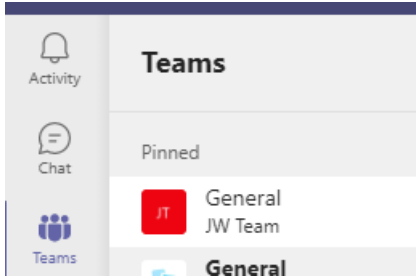 Activity
Teams
Chat
Pinned
JT
General
JW Team
Teams
General